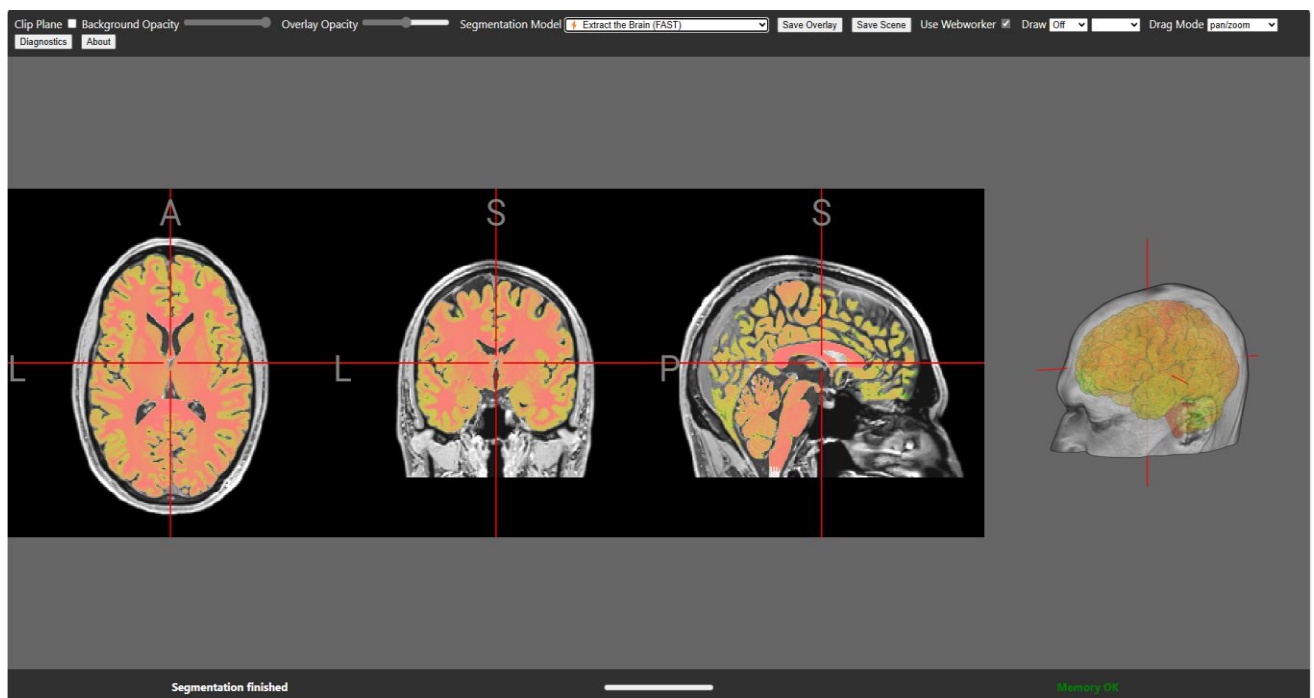 Clip Plane Background Opacity Overlay Opacity Segmentation Model ⚡ Extract the Brain (FAST) Save Overlay Save Scene Use Webworker Draw Off Drag Mode pan/zoom
Diagnostics About
A S S
L L P
Segmentation finished Memory OK